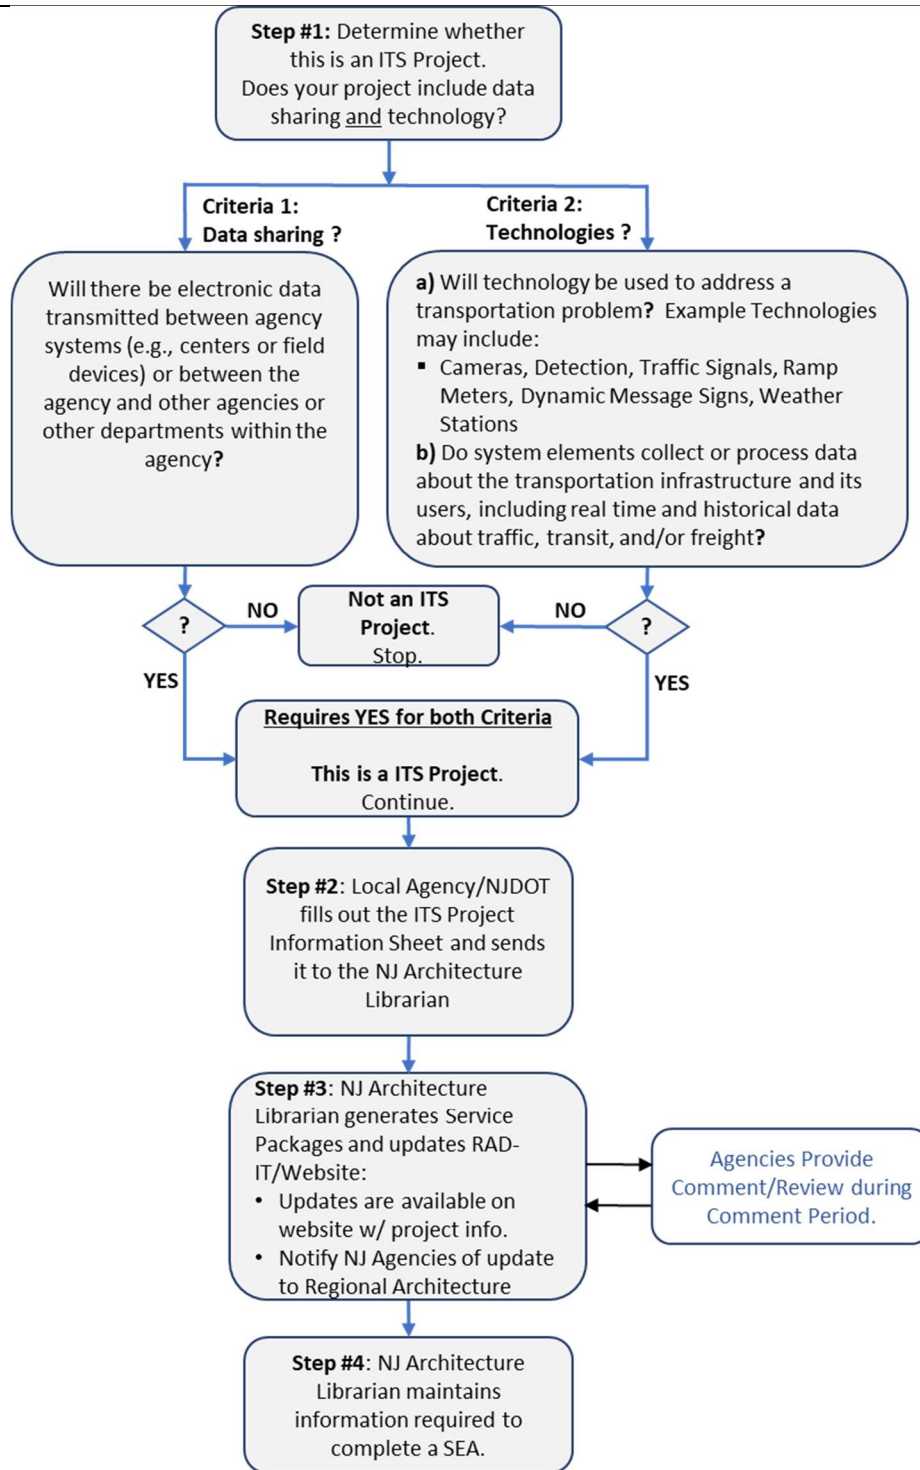 Step #1: Determine whether
this is an ITS Project.
Does your project include data
sharing and technology?
Criteria 1:
Data sharing ?
Criteria 2:
Technologies ?
Will there be electronic data
transmitted between agency
systems (e.g., centers or field
devices) or between the
agency and other agencies or
other departments within the
agency?
a) Will technology be used to address a
transportation problem? Example Technologies
may include:
▪ Cameras, Detection, Traffic Signals, Ramp
Meters, Dynamic Message Signs, Weather
Stations
b) Do system elements collect or process data
about the transportation infrastructure and its
users, including real time and historical data
about traffic, transit, and/or freight?
?
NO
Not an ITS
Project.
Stop.
NO
?
YES
YES
Requires YES for both Criteria
This is a ITS Project.
Continue.
Step #2: Local Agency/NJDOT
fills out the ITS Project
Information Sheet and sends
it to the NJ Architecture
Librarian
Step #3: NJ Architecture
Librarian generates Service
Packages and updates RAD-
IT/Website:
• Updates are available on
website w/ project info.
• Notify NJ Agencies of update
to Regional Architecture
Agencies Provide
Comment/Review during
Comment Period.
Step #4: NJ Architecture
Librarian maintains
information required to
complete a SEA.